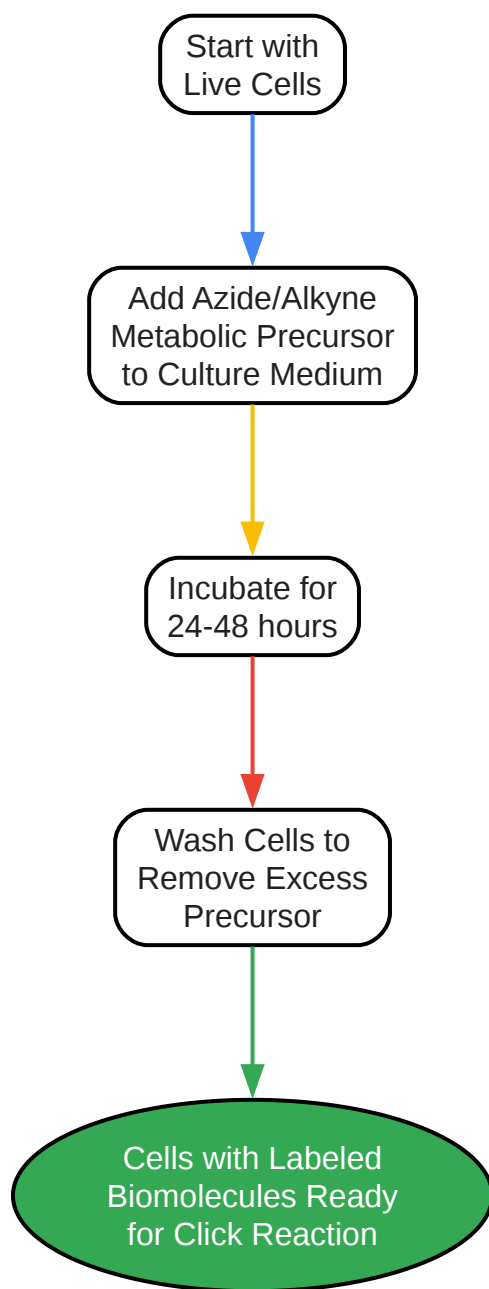 Start with
Live Cells
Add Azide/Alkyne
Metabolic Precursor
to Culture Medium
Incubate for
24-48 hours
Wash Cells to
Remove Excess
Precursor
Cells with Labeled
Biomolecules Ready
for Click Reaction